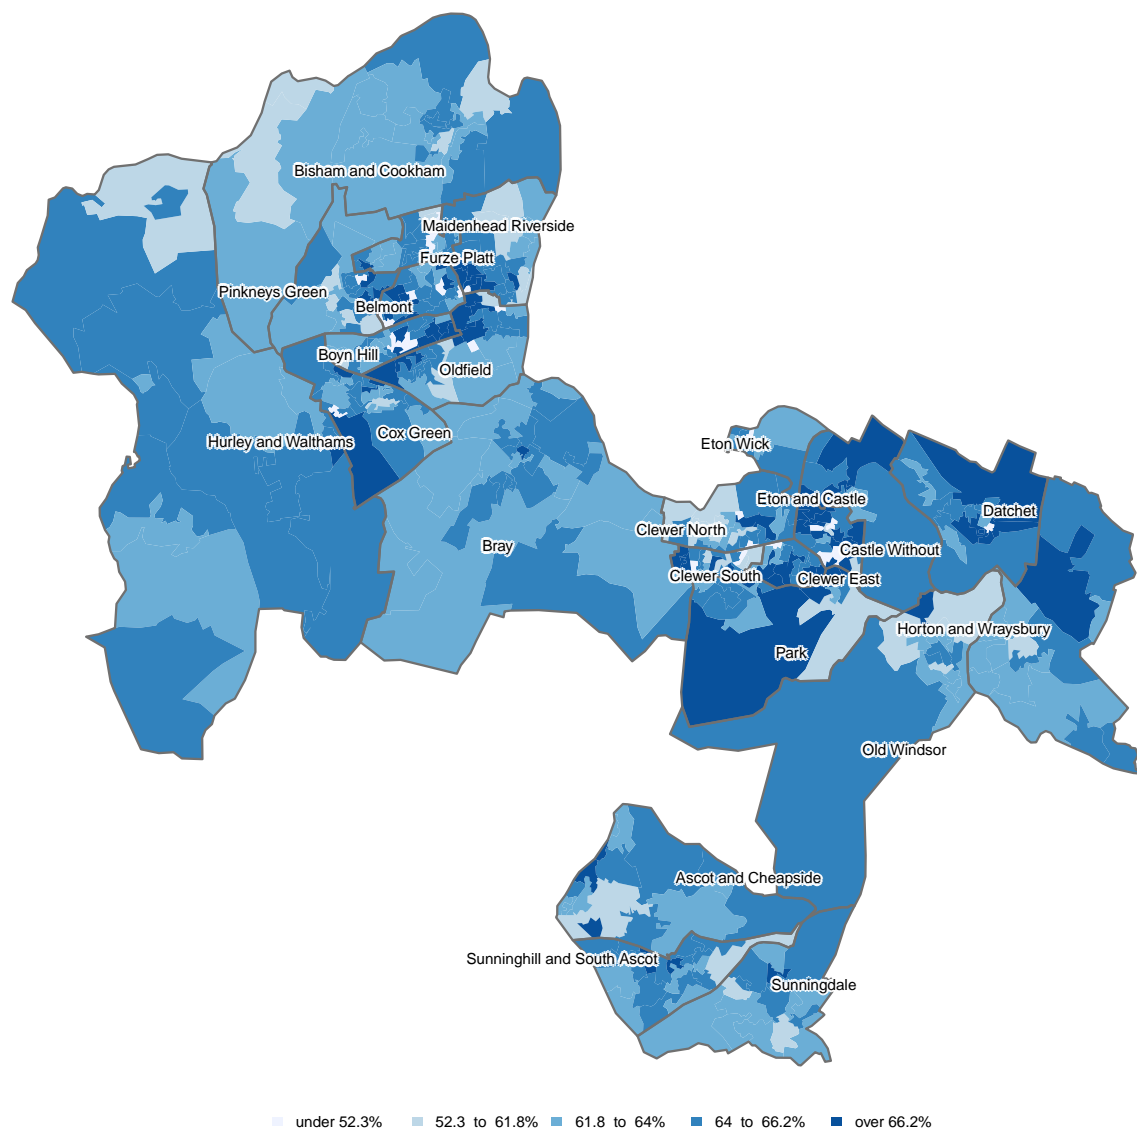 Bisham and Cookham
Maidenhead Riverside
Furze Platt
Pinkneys Green
Belmont
Boyn Hill
Oldfield
Cox Green
Hurley and Walthams
Eton Wick
Eton and Castle
Datchet
Clewer North
Bray
Castle Without
Clewer South
Clewer East
Horton and Wraysbury
Park
Old Windsor
Ascot and Cheapside
Sunninghill and South Ascot
Sunningdale
under 52.3% 52.3 to 61.8% 61.8 to 64% 64 to 66.2% over 66.2%